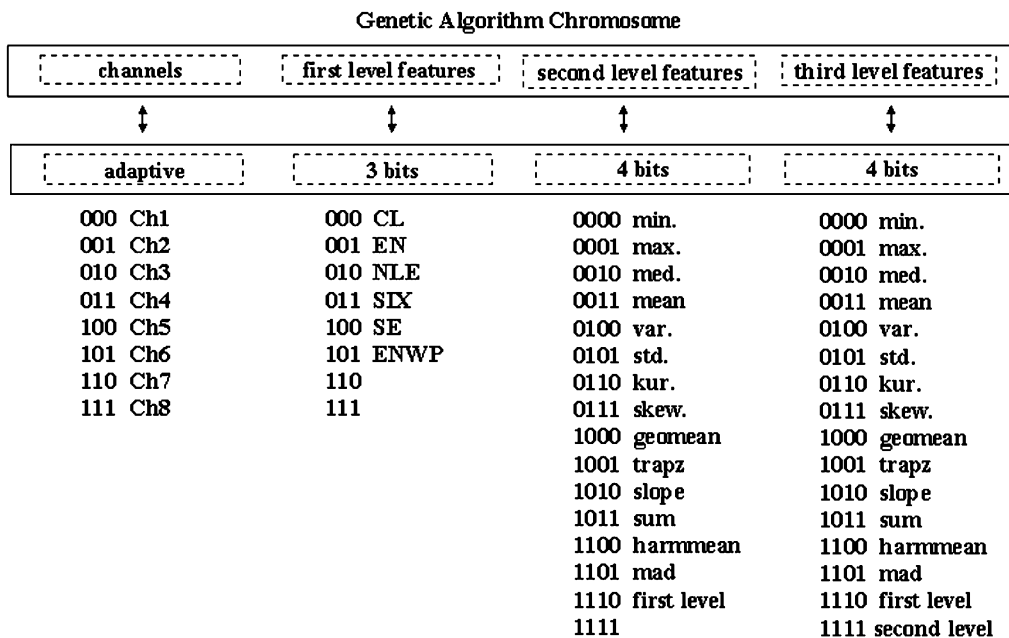 Genetic Algorithm Chromosome
channels first level features second level features third level features
adaptive 3 bits 4 bits 4 bits
000 Ch1 000 CL 0000 min. 0000 min.
001 Ch2 001 EN 0001 max. 0001 max.
010 Ch3 010 NLE 0010 med. 0010 med.
011 Ch4 011 SIX 0011 mean 0011 mean
100 Ch5 100 SE 0100 var. 0100 var.
101 Ch6 101 ENWP 0101 std. 0101 std.
110 Ch7 110 0110 kur. 0110 kur.
111 Ch8 111 0111 skew. 0111 skew.
1000 geomean 1000 geomean
1001 trapz 1001 trapz
1010 slope 1010 slope
1011 sum 1011 sum
1100 harmmean 1100 harmmean
1101 mad 1101 mad
1110 first level 1110 first level
1111 1111 second level